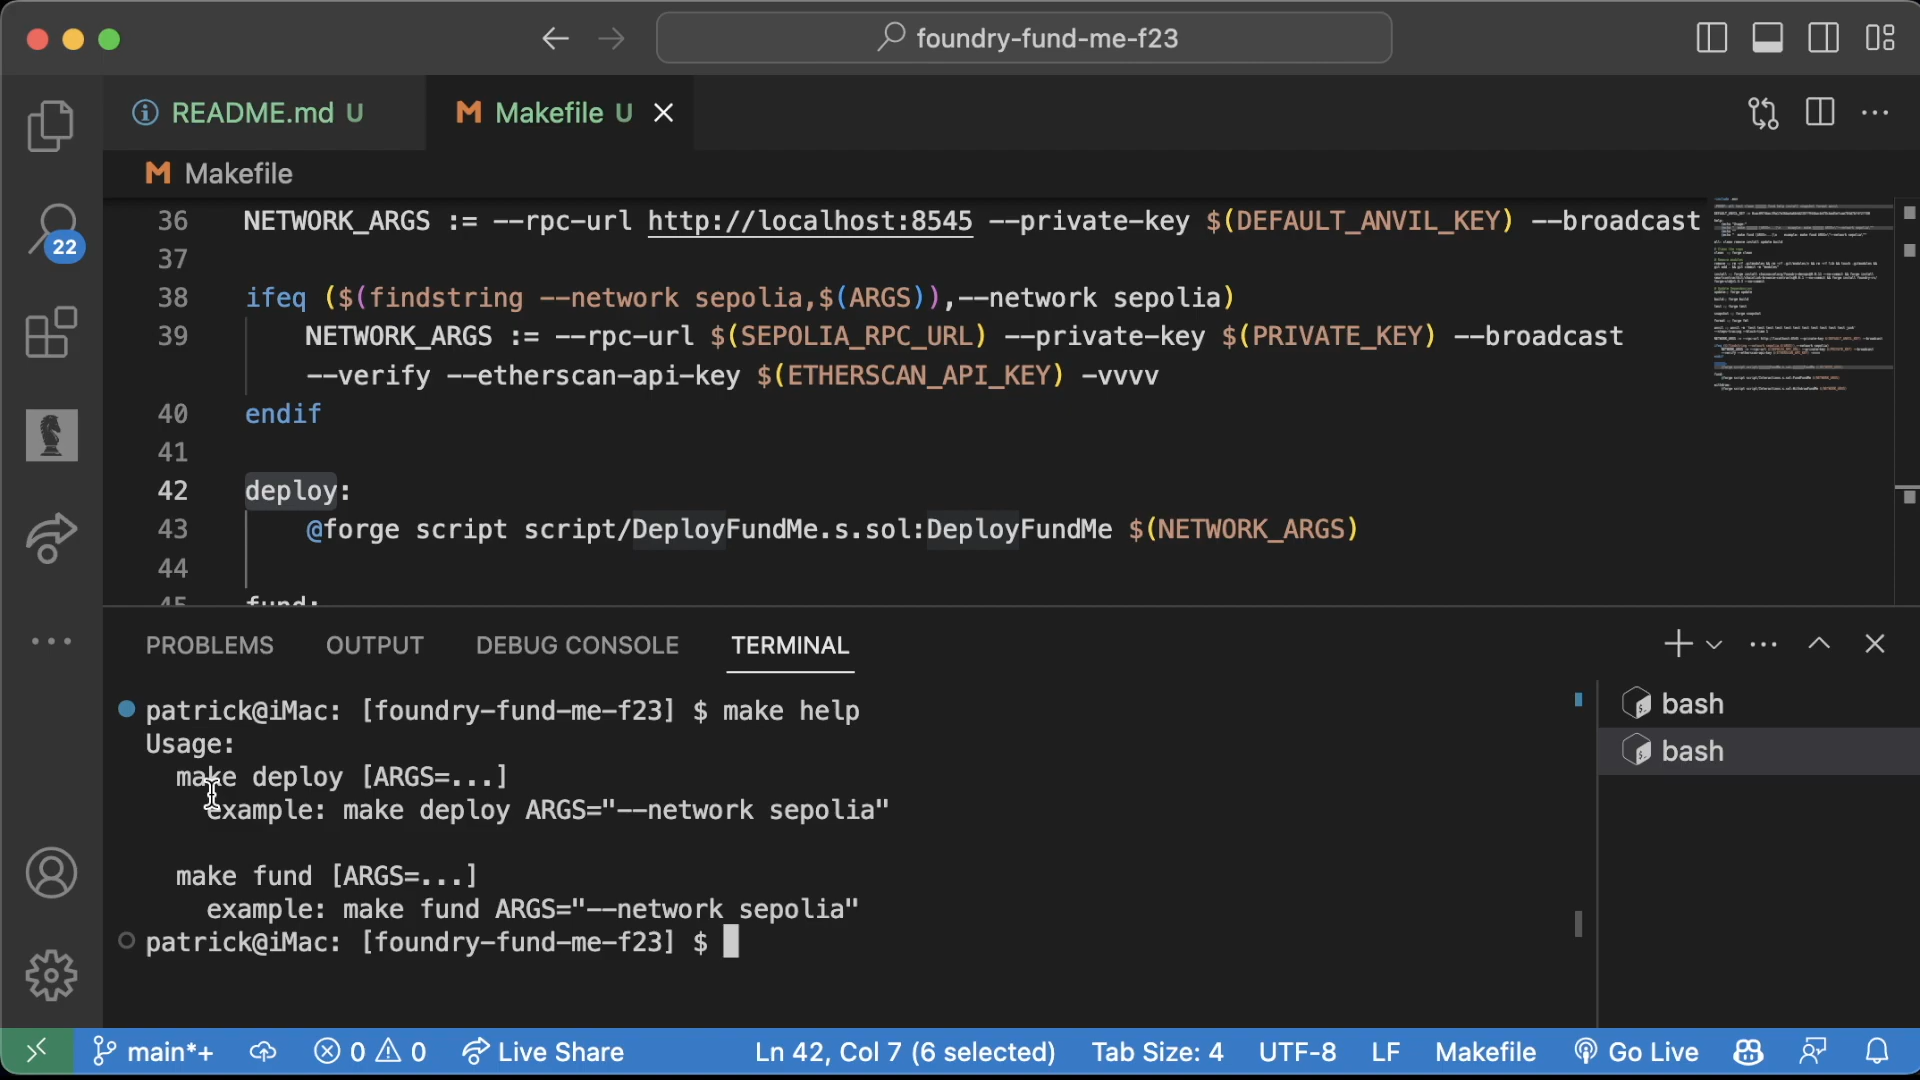 foundry-fund-me-f23
README.md U
Makefile U
Makefile
36 NETWORK_ARGS := --rpc-url http://localhost:8545 --private-key $(DEFAULT_ANVIL_KEY) --broadcast
37
38 ifeq ($(findstring --network sepolia,$(ARGS)),--network sepolia)
39 NETWORK_ARGS := --rpc-url $(SEPOLIA_RPC_URL) --private-key $(PRIVATE_KEY) --broadcast
--verify --etherscan-api-key $(ETHERSCAN_API_KEY) -vvvv
40 endif
41
42 deploy:
43 @forge script script/DeployFundMe.s.sol:DeployFundMe $(NETWORK_ARGS)
44
45 fund:
22
PROBLEMS OUTPUT DEBUG CONSOLE TERMINAL
patrick@iMac: [foundry-fund-me-f23] $ make help
Usage:
make deploy [ARGS=...]
example: make deploy ARGS="--network sepolia"
make fund [ARGS=...]
example: make fund ARGS="--network sepolia"
patrick@iMac: [foundry-fund-me-f23] $
bash
bash
main*+ 0 0 Live Share Ln 42, Col 7 (6 selected) Tab Size: 4 UTF-8 LF Makefile Go Live